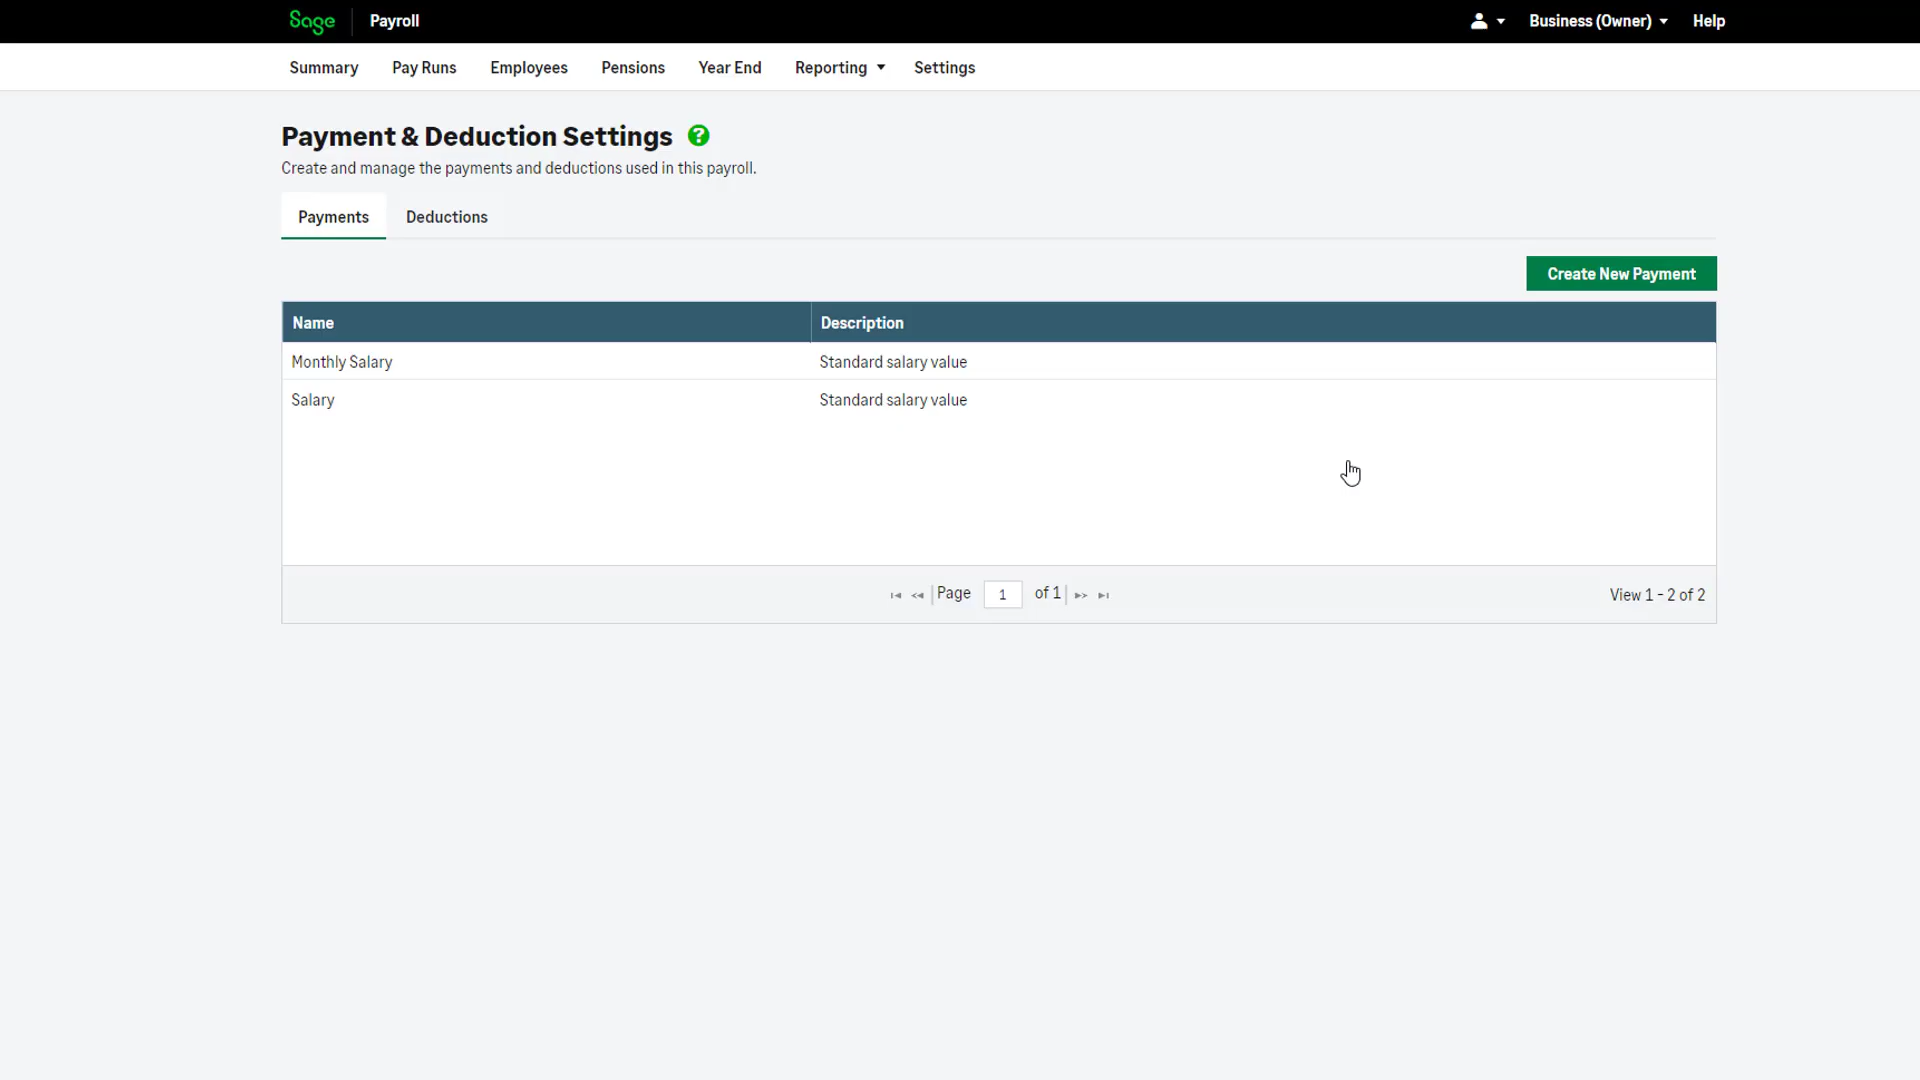 Sage Payroll Business (Owner) Help
Summary Pay Runs Employees Pensions Year End Reporting Settings
Payment & Deduction Settings ?
Create and manage the payments and deductions used in this payroll.
Payments Deductions
Create New Payment
Name Description
Monthly Salary Standard salary value
Salary Standard salary value
Page 1 of 1 View 1 - 2 of 2